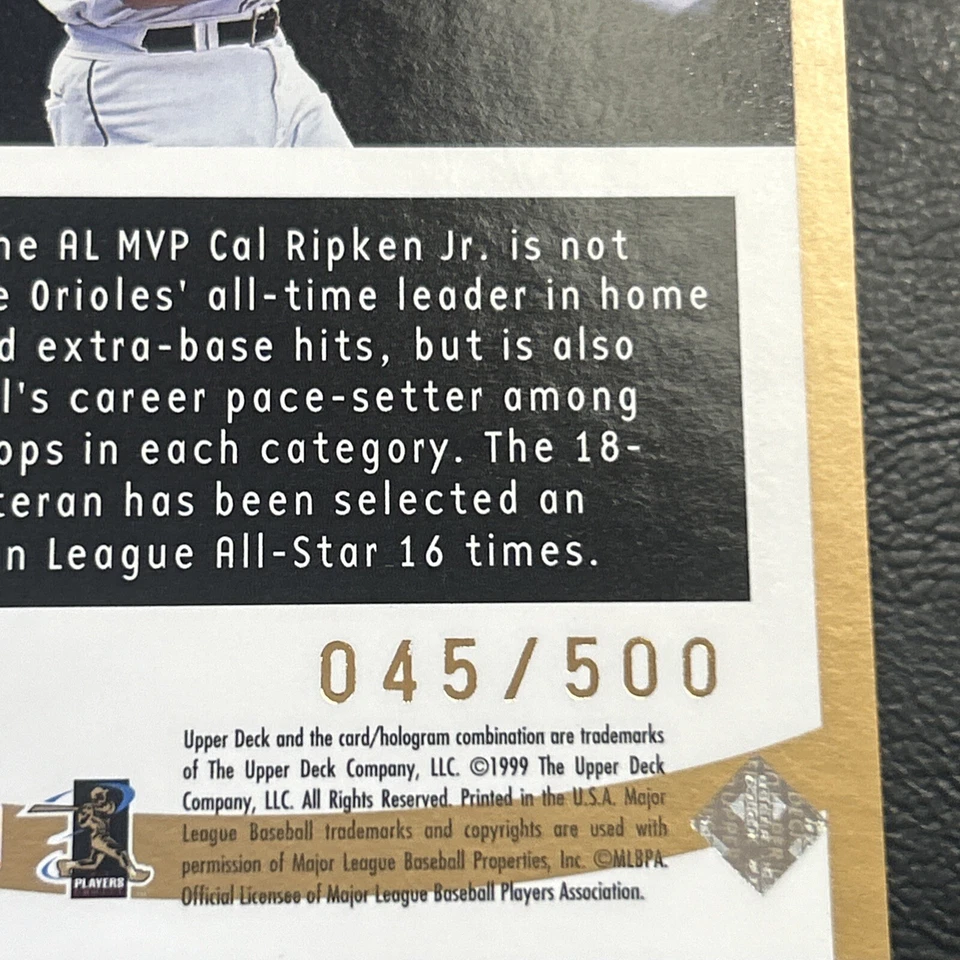 ne AL MVP Cal Ripken Jr. is not
e Orioles' all-time leader in home
d extra-base hits, but is also
l's career pace-setter among
ops in each category. The 18-
teran has been selected an
n League All-Star 16 times.
045/500
Upper Deck and the card/hologram combination are trademarks
of The Upper Deck Company, LLC. ©1999 The Upper Deck
Company, LLC. All Rights Reserved. Printed in the U.S.A. Major
League Baseball trademarks and copyrights are used with
permission of Major League Baseball Properties, Inc. ©MLBPA.
Official Licensee of Major League Baseball Players Association.
PLAYERS